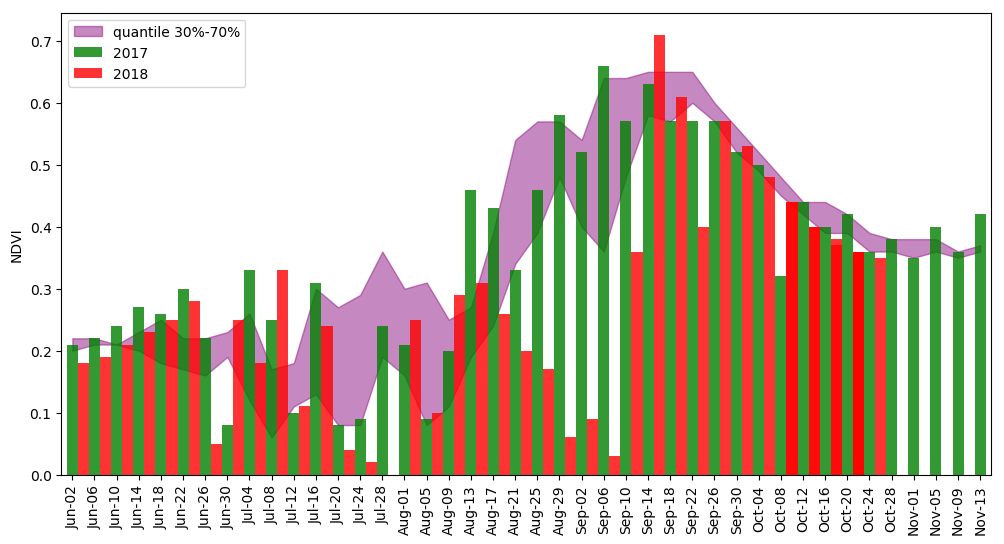 quantile 30%-70%
2017
2018
NDVI
0.7
0.6
0.5
0.4
0.3
0.2
0.1
0.0
Jun-02
Jun-06
Jun-10
Jun-14
Jun-18
Jun-22
Jun-26
Jun-30
Jul-04
Jul-08
Jul-12
Jul-16
Jul-20
Jul-24
Jul-28
Aug-01
Aug-05
Aug-09
Aug-13
Aug-17
Aug-21
Aug-25
Aug-29
Sep-02
Sep-06
Sep-10
Sep-14
Sep-18
Sep-22
Sep-26
Sep-30
Oct-04
Oct-08
Oct-12
Oct-16
Oct-20
Oct-24
Oct-28
Nov-01
Nov-05
Nov-09
Nov-13